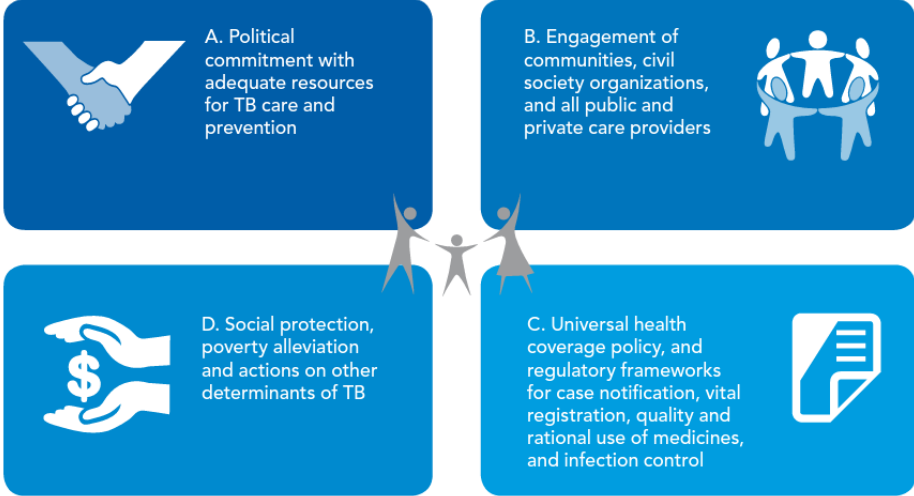 A. Political
commitment with
adequate resources
for TB care and
prevention
B. Engagement of
communities, civil
society organizations,
and all public and
private care providers
D. Social protection,
poverty alleviation
and actions on other
determinants of TB
$
C. Universal health
coverage policy, and
regulatory frameworks
for case notification, vital
registration, quality and
rational use of medicines,
and infection control